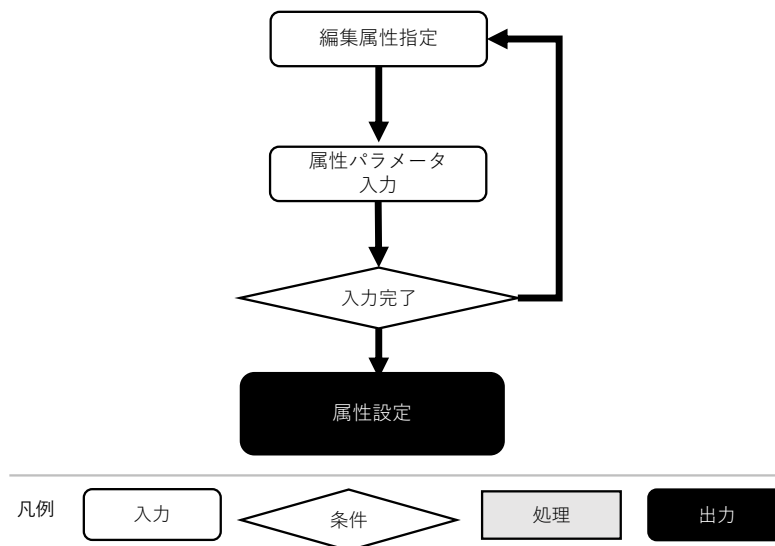 編集属性指定
属性パラメータ
入力
入力完了
属性設定
凡例
入力
条件
処理
出力